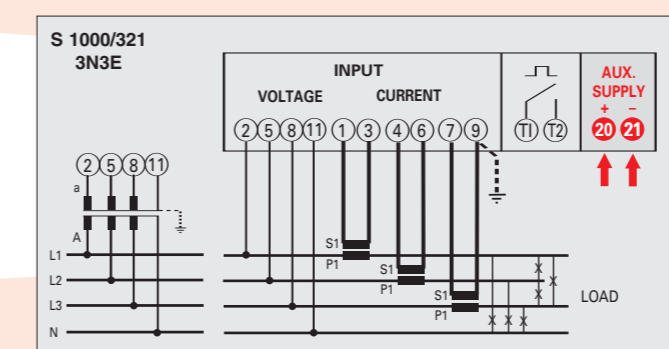 S 1000/321
3N3E
INPUT
VOLTAGE CURRENT
2 5 8 11 1 3 4 6 7 9
T1 T2
AUX.
SUPPLY
+ −
20 21
2 5 8 11
a
A
L1
L2
L3
N
S1
P1
S1
P1
S1
P1
LOAD